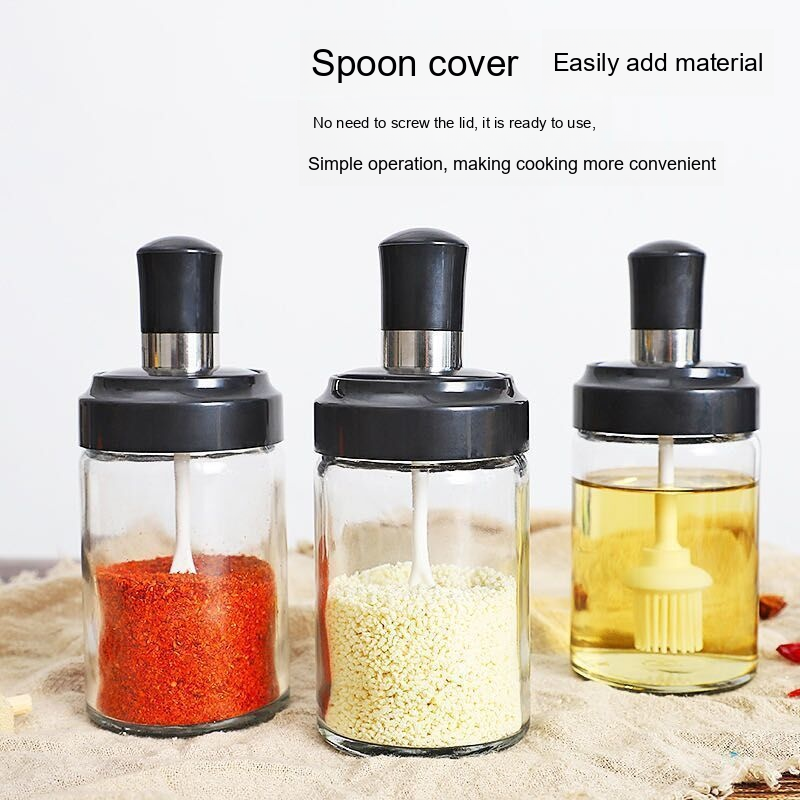 Spoon cover
Easily add material
No need to screw the lid, it is ready to use,
Simple operation, making cooking more convenient